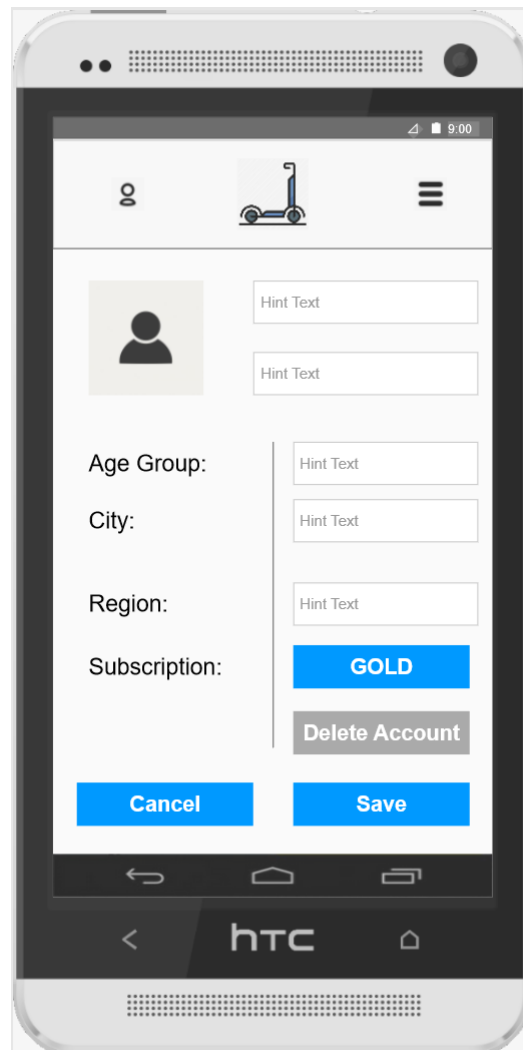 9:00
Hint Text
Hint Text
Age Group:
Hint Text
City:
Hint Text
Region:
Hint Text
Subscription:
GOLD
Delete Account
Cancel
Save
hTC